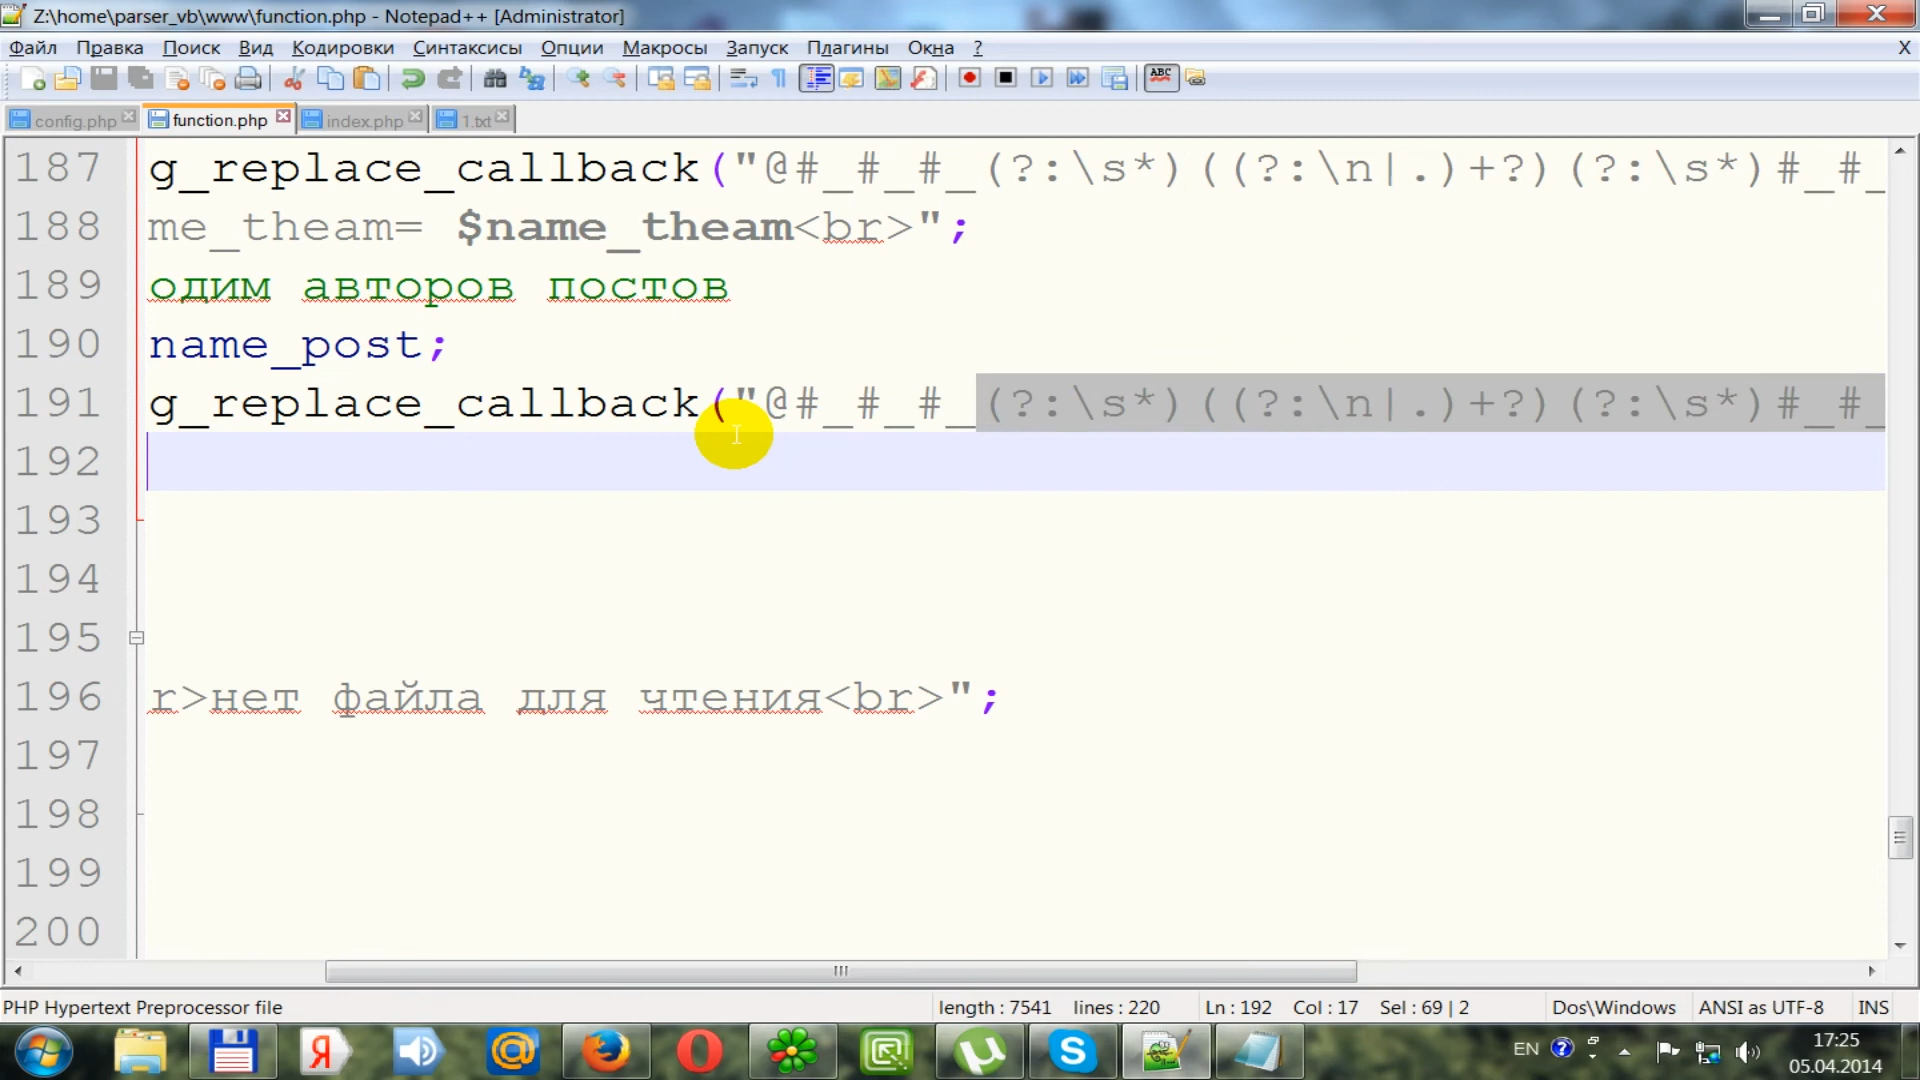 Z:\home\parser_vb\www\function.php - Notepad++ [Administrator]
Файл Правка Поиск Вид Кодировки Синтаксисы Опции Макросы Запуск Плагины Окна ? X
ABC
config.php function.php index.php 1.txt
187 g_replace_callback("@#_#_#_(?:\s*)((?:\n|.)+?)(?:\s*)#_#_
188 me_theam= $name_theam<br>";
189 одим авторов постов
190 name_post;
191 g_replace_callback("@#_#_#_(?:\s*)((?:\n|.)+?)(?:\s*)#_#_
192
193
194
195
196 r>нет файла для чтения<br>";
197
198
199
200
PHP Hypertext Preprocessor file length : 7541 lines : 220 Ln : 192 Col : 17 Sel : 69 | 2 Dos\Windows ANSI as UTF-8 INS
EN 17:25
05.04.2014